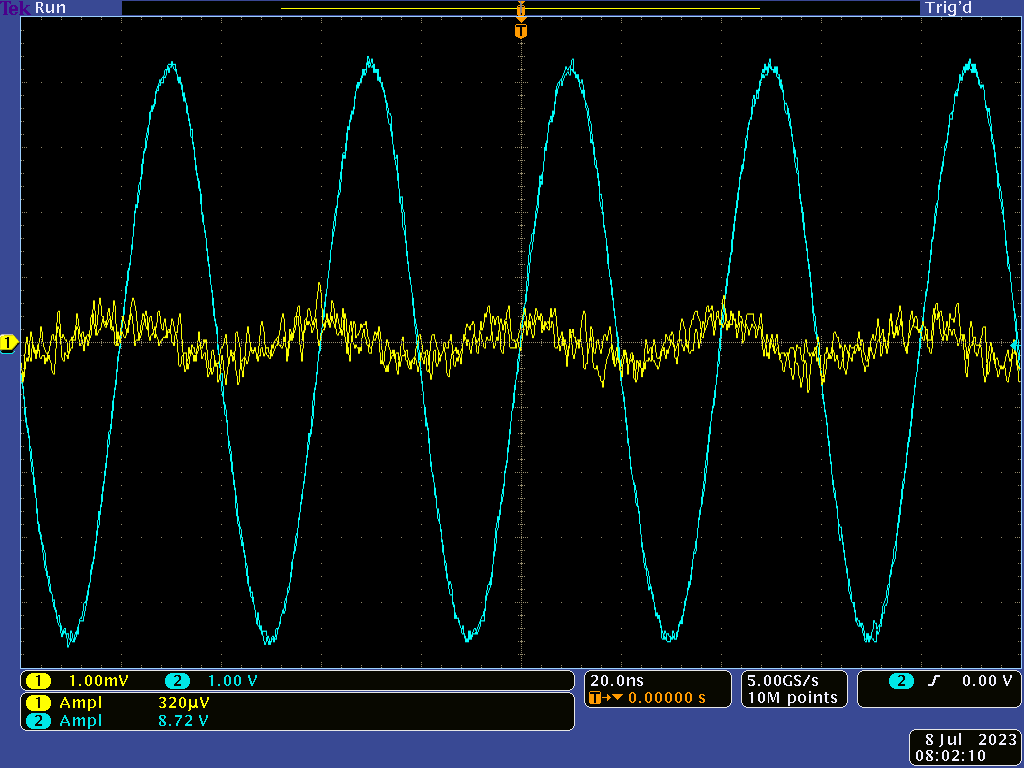 Tek Run Trig'd
T
T
1
1 1.00mV 2 1.00 V 20.0ns 5.00GS/s 2 0.00 V
T 0.00000 s 10M points
1 Ampl 320µV
2 Ampl 8.72 V
8 Jul 2023
08:02:10